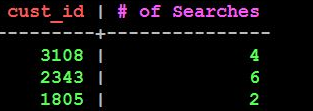 cust_id | # of Searches
---------+---------------
3108 | 4
2343 | 6
1805 | 2